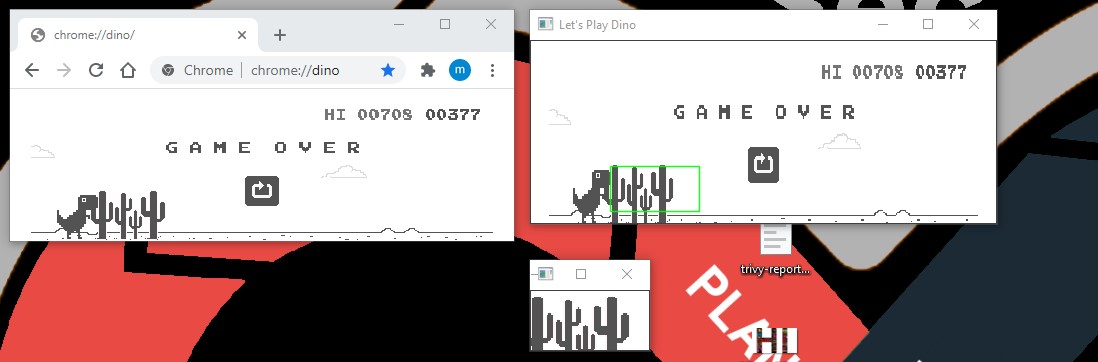 chrome://dino/
Chrome | chrome://dino
m
HI 00708 00377
GAME OVER
Let's Play Dino
HI 00708 00377
GAME OVER
trivy-report...
HI